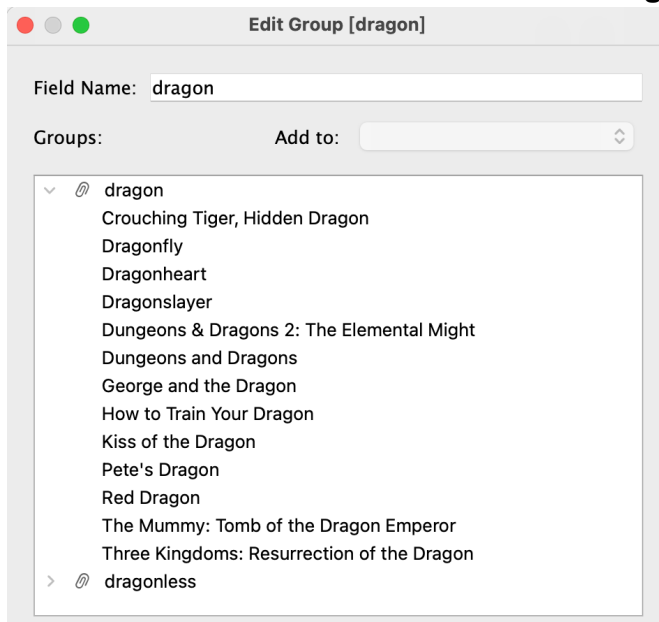 Edit Group [dragon]
Field Name: dragon
Groups: Add to:
dragon
Crouching Tiger, Hidden Dragon
Dragonfly
Dragonheart
Dragonslayer
Dungeons & Dragons 2: The Elemental Might
Dungeons and Dragons
George and the Dragon
How to Train Your Dragon
Kiss of the Dragon
Pete's Dragon
Red Dragon
The Mummy: Tomb of the Dragon Emperor
Three Kingdoms: Resurrection of the Dragon
dragonless